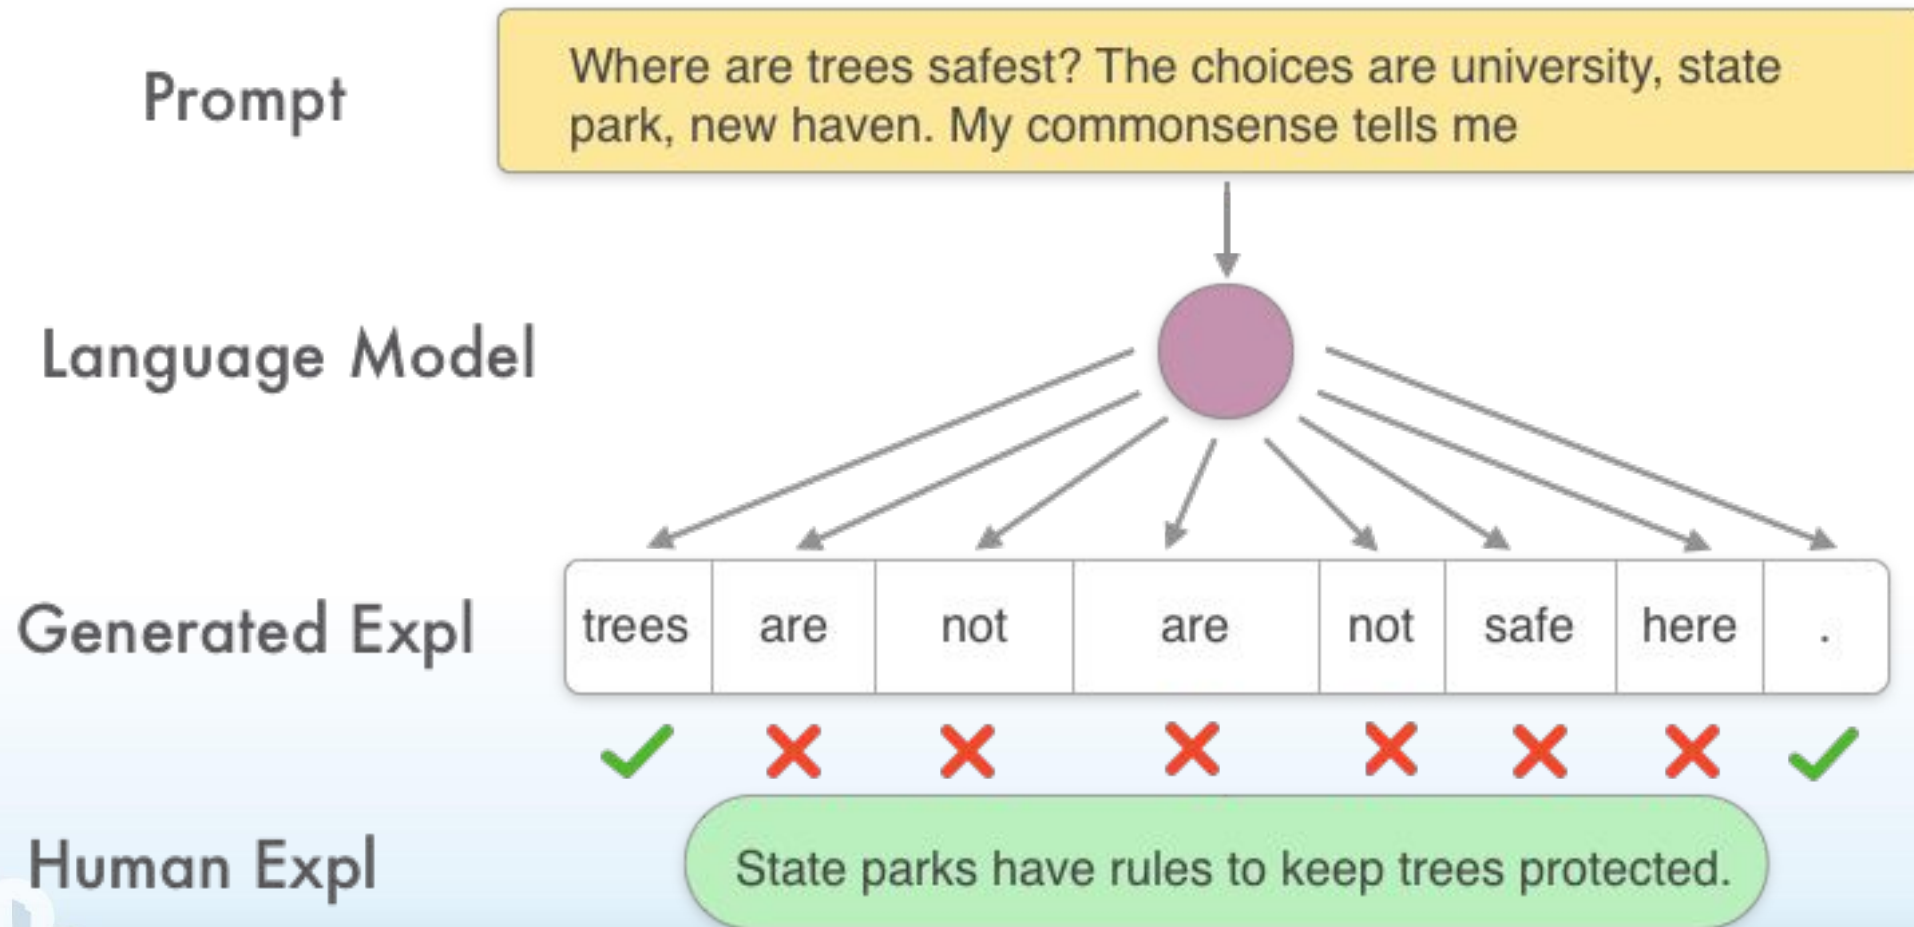 Prompt
Where are trees safest? The choices are university, state
park, new haven. My commonsense tells me
Language Model
Generated Expl
trees are not are not safe here .
Human Expl
State parks have rules to keep trees protected.